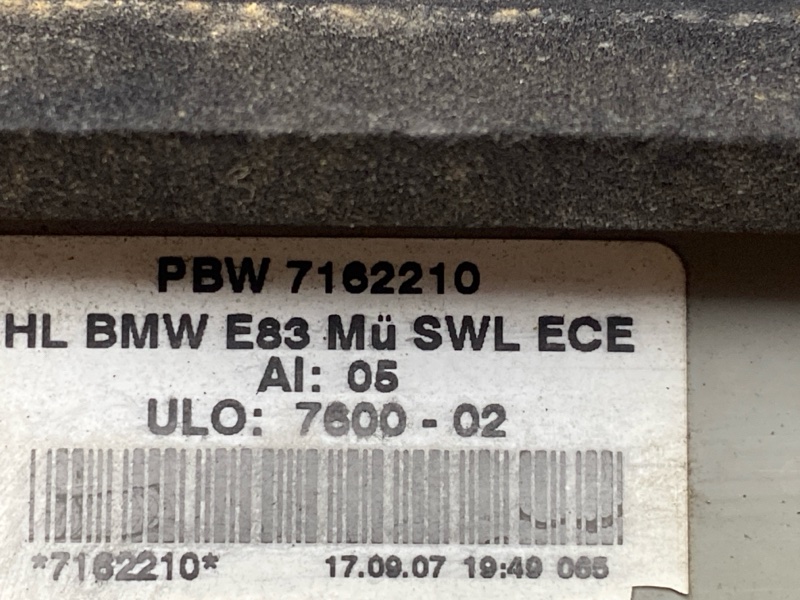 PBW 7162210
HL BMW E83 Mü SWL ECE
AI: 05
ULO: 7600 - 02
*7162210* 17.09.07 19:49 065